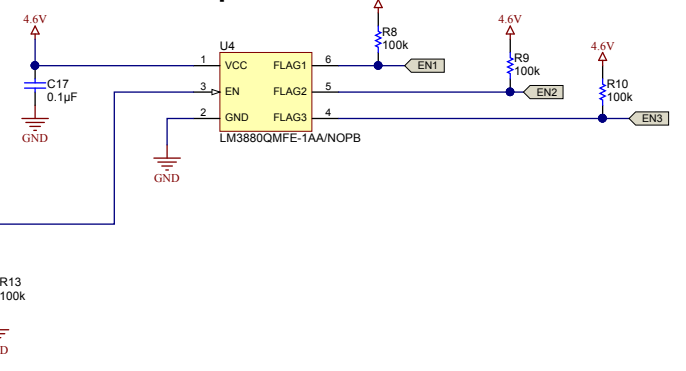 4.6V
4.6V
4.6V
R8
100k
R9
100k
R10
100k
U4
1 VCC FLAG1 6 EN1
3 EN FLAG2 5 EN2
2 GND FLAG3 4 EN3
LM3880QMFE-1AA/NOPB
C17
0.1µF
GND
GND
R13
100k
D